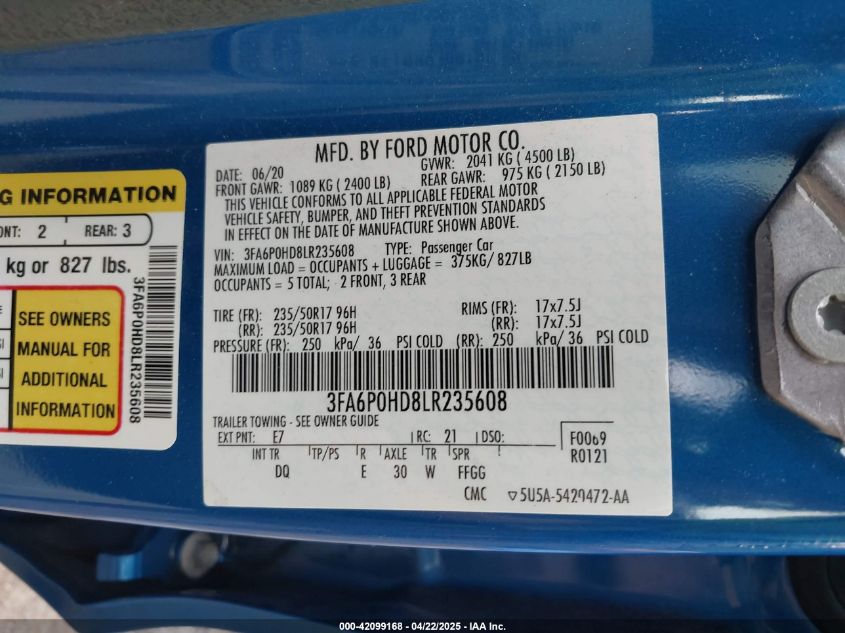 G INFORMATION
ONT: 2 REAR: 3
kg or 827 lbs.
SEE OWNERS
MANUAL FOR
ADDITIONAL
INFORMATION
3FA6P0HD8LR235608
MFD. BY FORD MOTOR CO.
DATE: 06/20 GVWR: 2041 KG ( 4500 LB)
FRONT GAWR: 1089 KG ( 2400 LB) REAR GAWR: 975 KG ( 2150 LB)
THIS VEHICLE CONFORMS TO ALL APPLICABLE FEDERAL MOTOR
VEHICLE SAFETY, BUMPER, AND THEFT PREVENTION STANDARDS
IN EFFECT ON THE DATE OF MANUFACTURE SHOWN ABOVE.
VIN: 3FA6P0HD8LR235608 TYPE: Passenger Car
MAXIMUM LOAD = OCCUPANTS + LUGGAGE = 375KG/ 827LB
OCCUPANTS = 5 TOTAL; 2 FRONT, 3 REAR
TIRE (FR): 235/50R17 96H RIMS (FR): 17x7.5J
(RR): 235/50R17 96H (RR): 17x7.5J
PRESSURE (FR): 250 kPa/ 36 PSI COLD (RR): 250 kPa/ 36 PSI COLD
3FA6P0HD8LR235608
TRAILER TOWING - SEE OWNER GUIDE
EXT PNT: E7 RC: 21 DSO: F0069
INT TR TP/PS R AXLE TR SPR R0121
DQ E 30 W FFGG
CMC ▽5U5A-5420472-AA
000-42099168 - 04/22/2025 - IAA Inc.